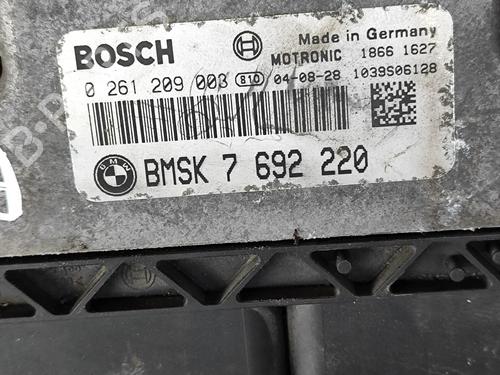 BOSCH
Made in Germany
MOTRONIC 1866 1627
0 261 209 003 810 04-08-28 1039S06128
BMW
BMSK 7 692 220